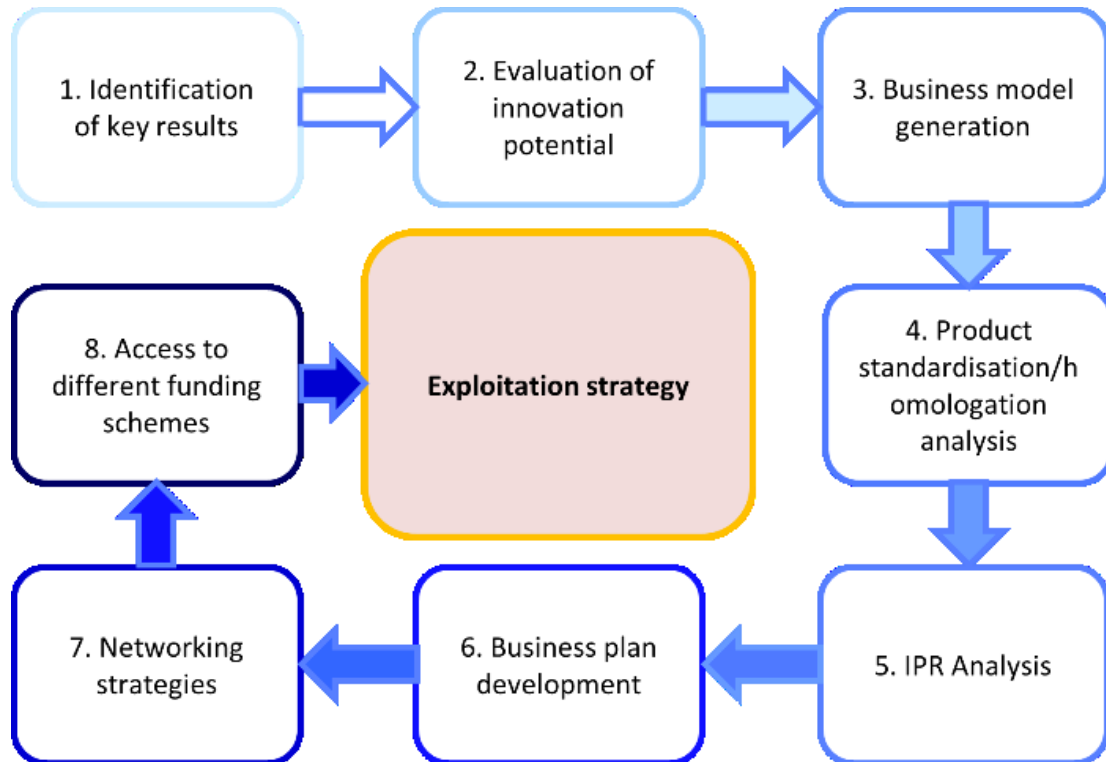 1. Identification
of key results
2. Evaluation of
innovation
potential
3. Business model
generation
4. Product
standardisation/h
omologation
analysis
5. IPR Analysis
6. Business plan
development
7. Networking
strategies
8. Access to
different funding
schemes
Exploitation strategy